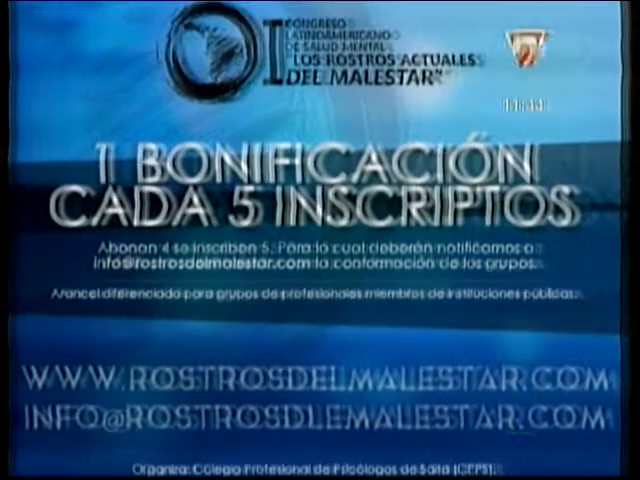 I CONGRESO
LATINOAMERICANO
DE SALUD MENTAL
"LOS ROSTROS ACTUALES
DEL MALESTAR"
1 BONIFICACIÓN
CADA 5 INSCRIPTOS
Abonan 4 se inscriben 5. Para lo cual deberán notificarnos a
info@rostrosdelmalestar.com la conformación de los grupos.
Arancel diferenciado para grupos de profesionales miembros de instituciones públicas.
WWW.ROSTROSDELMALESTAR.COM
INFO@ROSTROSDLEMALESTAR.COM
Organiza: Colegio Profesional de Psicólogos de Salta